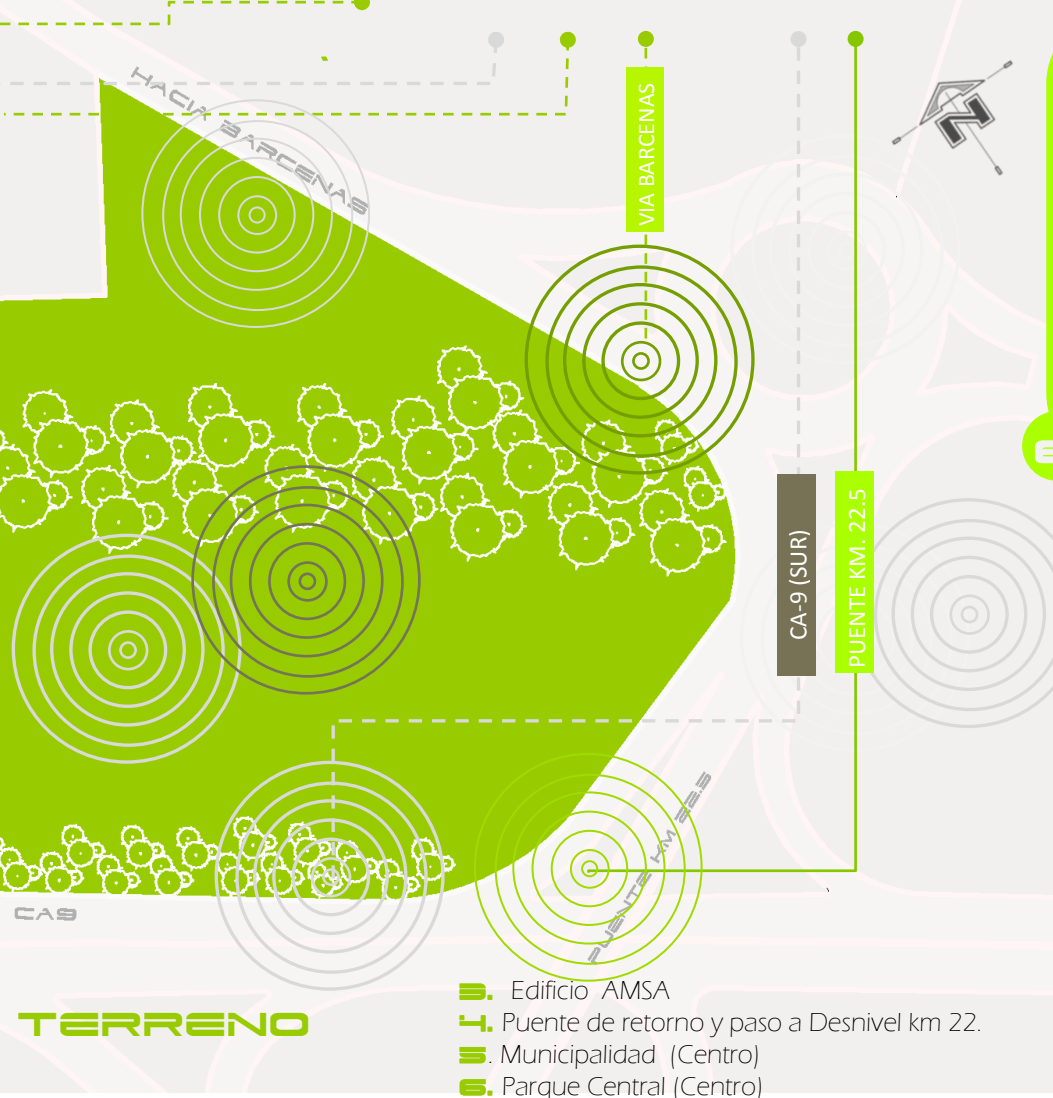 HACIA BARCENAS
VIA BARCENAS
N
6
CA-9 (SUR)
PUENTE KM. 22.5
PUENTE KM 22.5
CA9
TERRENO
3. Edificio AMSA
4. Puente de retorno y paso a Desnivel km 22.
5. Municipalidad (Centro)
6. Parque Central (Centro)